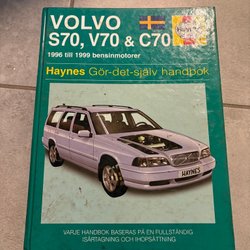 VOLVO
S70, V70 & C70
1996 till 1999 bensinmotorer
Haynes Gör-det-själv handbok
HAYNES
VARJE HANDBOK BASERAS PÅ EN FULLSTÄNDIG
ISÄRTAGNING OCH IHOPSÄTTNING